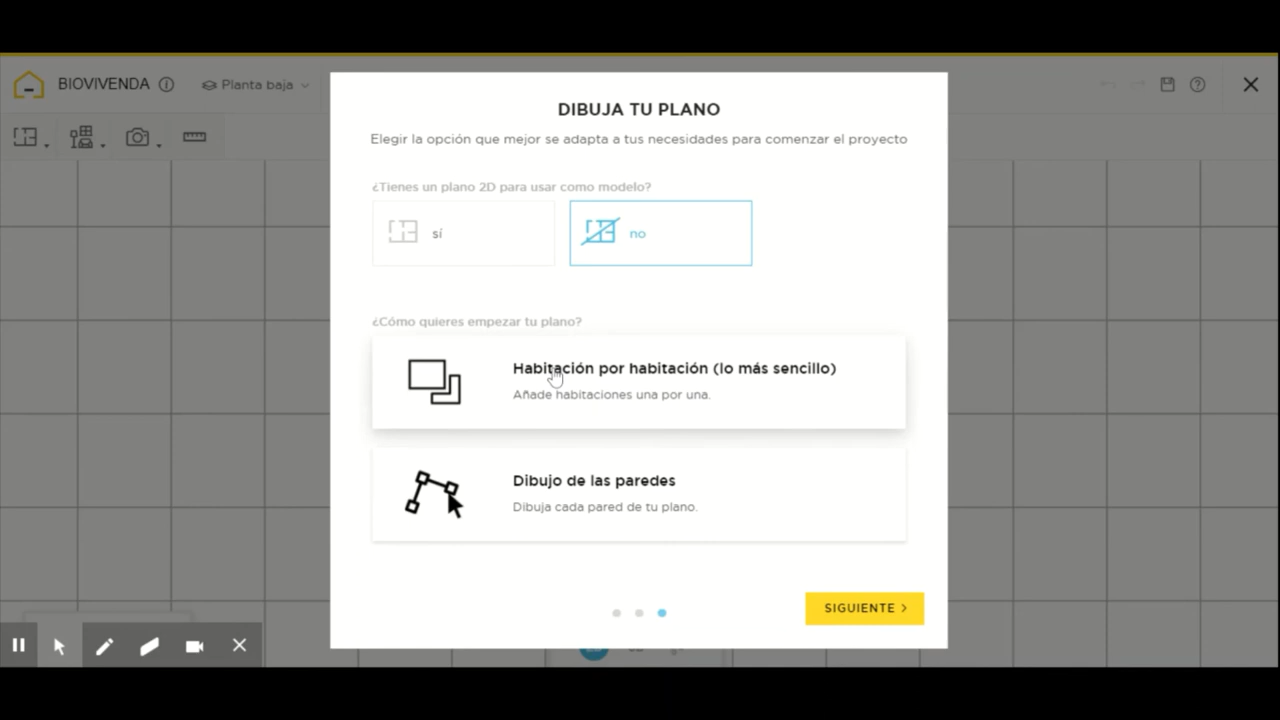 BIOVIVENDA
Planta baja
DIBUJA TU PLANO
Elegir la opción que mejor se adapta a tus necesidades para comenzar el proyecto
¿Tienes un plano 2D para usar como modelo?
sí
no
¿Cómo quieres empezar tu plano?
Habitación por habitación (lo más sencillo)
Añade habitaciones una por una.
Dibujo de las paredes
Dibuja cada pared de tu plano.
SIGUIENTE >